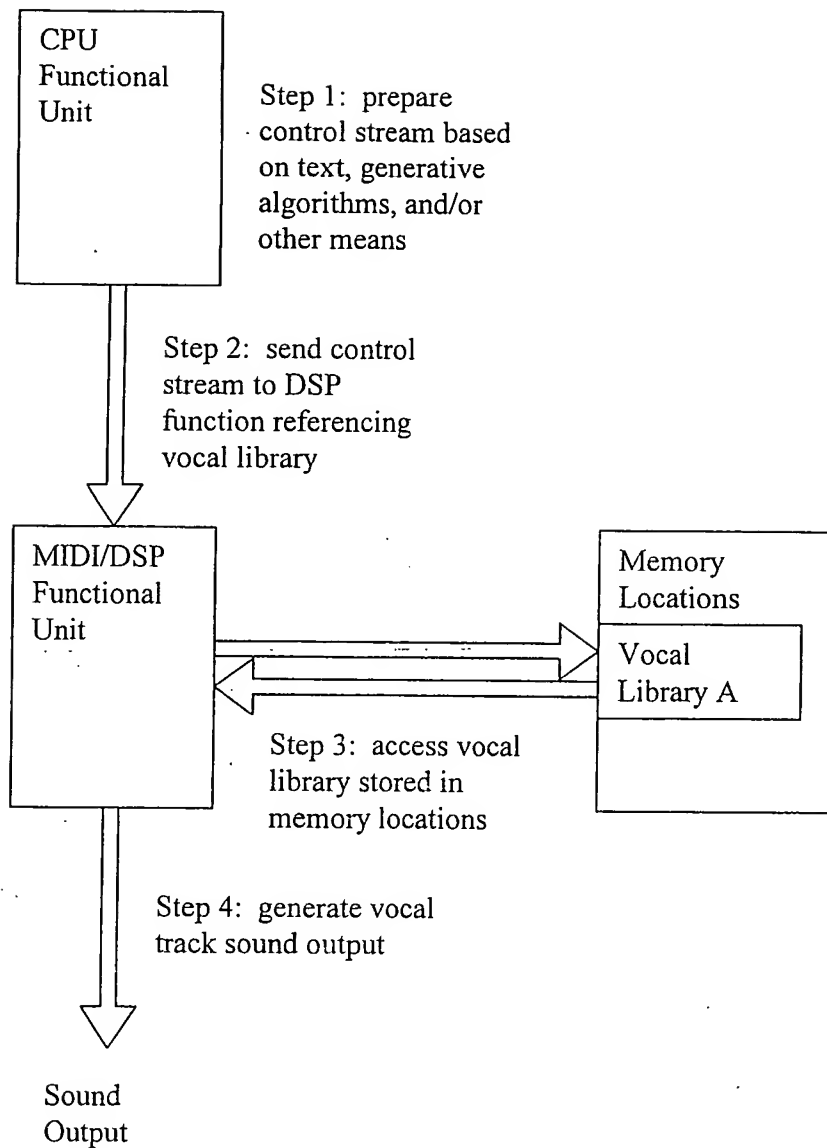 CPU
Functional
Unit
Step 1: prepare
control stream based
on text, generative
algorithms, and/or
other means
Step 2: send control
stream to DSP
function referencing
vocal library
MIDI/DSP
Functional
Unit
Memory
Locations
Vocal
Library A
Step 3: access vocal
library stored in
memory locations
Step 4: generate vocal
track sound output
Sound
Output